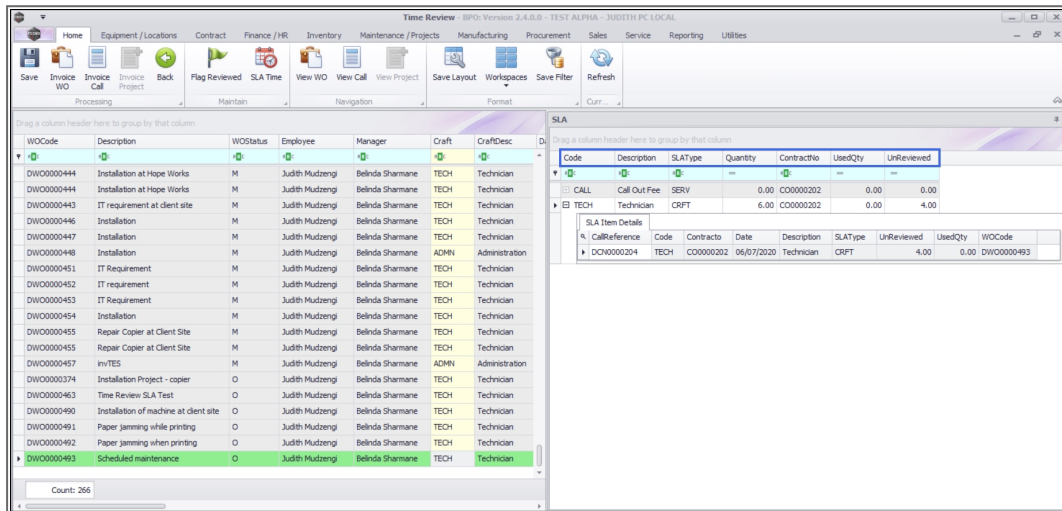 Time Review - BPO: Version 2.4.0.0 - TEST ALPHA - JUDITH PC LOCAL
Home Equipment / Locations Contract Finance / HR Inventory Maintenance / Projects Manufacturing Procurement Sales Service Reporting Utilities
Save Invoice WO Invoice Call Invoice Project Back Flag Reviewed SLA Time View WO View Call View Project Save Layout Workspaces Save Filter Refresh
Processing Maintain Navigation Format Curr...
Drag a column header here to group by that column
WOCode Description WOStatus Employee Manager Craft CraftDesc
DWO0000444 Installation at Hope Works M Judith Mudzengi Belinda Sharmane TECH Technician
DWO0000444 Installation at Hope Works M Judith Mudzengi Belinda Sharmane TECH Technician
DWO0000443 IT requirement at client site M Judith Mudzengi Belinda Sharmane TECH Technician
DWO0000446 Installation M Judith Mudzengi Belinda Sharmane TECH Technician
DWO0000447 Installation M Judith Mudzengi Belinda Sharmane TECH Technician
DWO0000448 Installation M Judith Mudzengi Belinda Sharmane ADMN Administration
DWO0000451 IT Requirement M Judith Mudzengi Belinda Sharmane TECH Technician
DWO0000452 IT requirement M Judith Mudzengi Belinda Sharmane TECH Technician
DWO0000453 IT Requirement M Judith Mudzengi Belinda Sharmane TECH Technician
DWO0000454 Installation M Judith Mudzengi Belinda Sharmane TECH Technician
DWO0000455 Repair Copier at Client Site M Judith Mudzengi Belinda Sharmane TECH Technician
DWO0000455 Repair Copier at Client Site M Judith Mudzengi Belinda Sharmane TECH Technician
DWO0000457 invTES M Judith Mudzengi Belinda Sharmane ADMN Administration
DWO0000374 Installation Project - copier O Judith Mudzengi Belinda Sharmane TECH Technician
DWO0000463 Time Review SLA Test O Judith Mudzengi Belinda Sharmane TECH Technician
DWO0000490 Installation of machine at client site O Judith Mudzengi Belinda Sharmane TECH Technician
DWO0000491 Paper jamming while printing O Judith Mudzengi Belinda Sharmane TECH Technician
DWO0000492 Paper jamming when printing O Judith Mudzengi Belinda Sharmane TECH Technician
DWO0000493 Scheduled maintenance O Judith Mudzengi Belinda Sharmane TECH Technician
Count: 266
SLA
Drag a column header here to group by that column
Code Description SLAType Quantity ContractNo UsedQty UnReviewed
CALL Call Out Fee SERV 0.00 CO0000202 0.00 0.00
TECH Technician CRFT 6.00 CO0000202 0.00 4.00
SLA Item Details
CallReference Code Contracto Date Description SLAType UnReviewed UsedQty WOCode
DCN0000204 TECH CO0000202 06/07/2020 Technician CRFT 4.00 0.00 DWO0000493